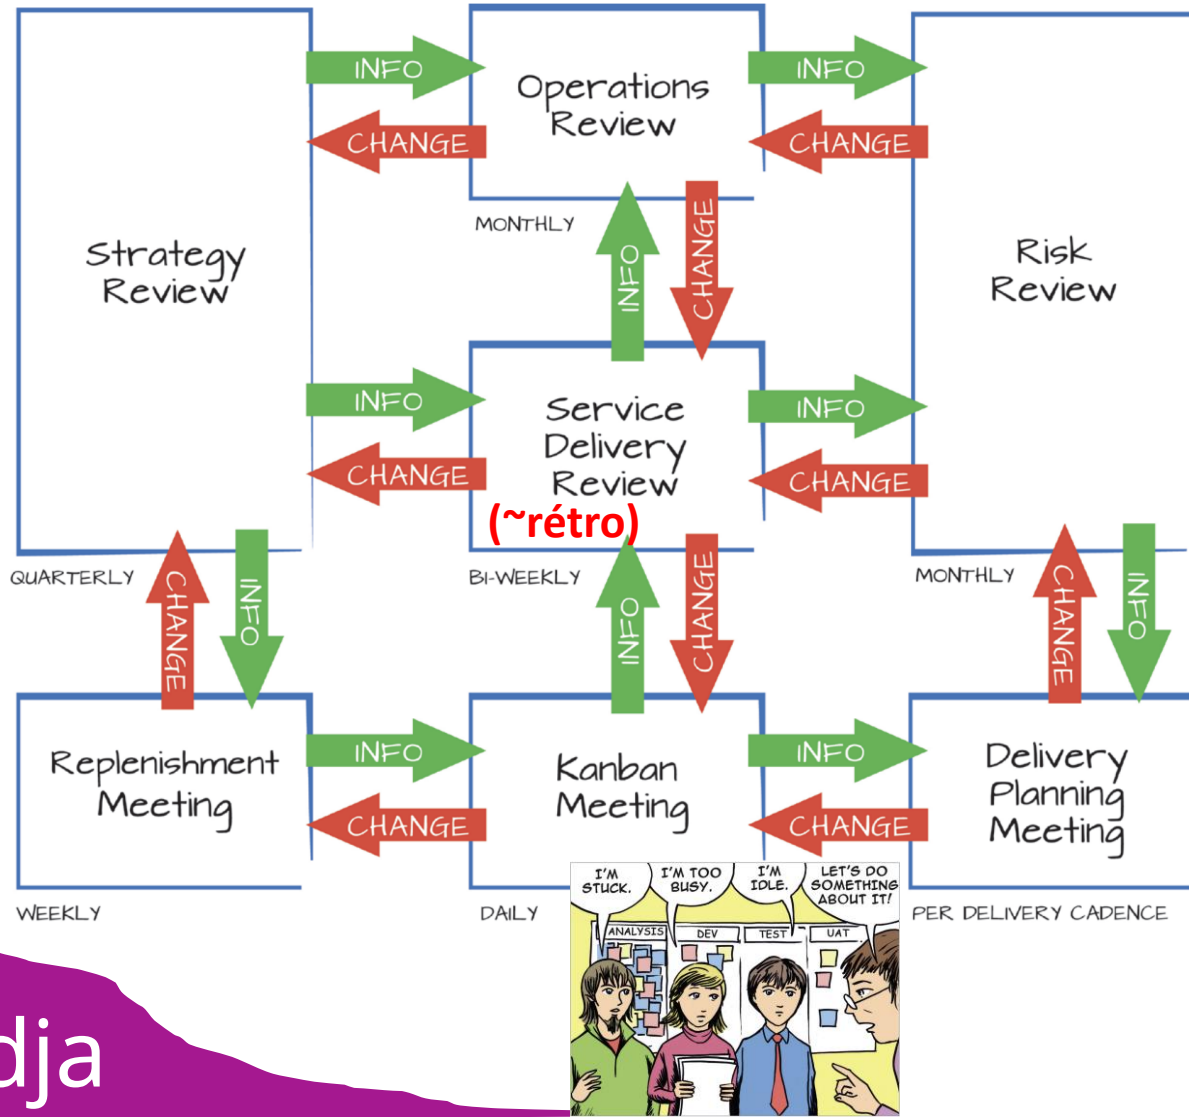 INFO
Operations
Review
INFO
CHANGE
CHANGE
MONTHLY
INFO
CHANGE
Strategy
Review
Risk
Review
INFO
Service
Delivery
Review
(~rétro)
INFO
CHANGE
CHANGE
QUARTERLY
BI-WEEKLY
MONTHLY
CHANGE
INFO
INFO
CHANGE
CHANGE
INFO
Replenishment
Meeting
INFO
Kanban
Meeting
INFO
Delivery
Planning
Meeting
CHANGE
CHANGE
WEEKLY
DAILY
PER DELIVERY CADENCE
I'M
STUCK.
I'M TOO
BUSY.
I'M
IDLE.
LET'S DO
SOMETHING
ABOUT IT!
ANALYSIS
DEV
TEST
UAT
dja